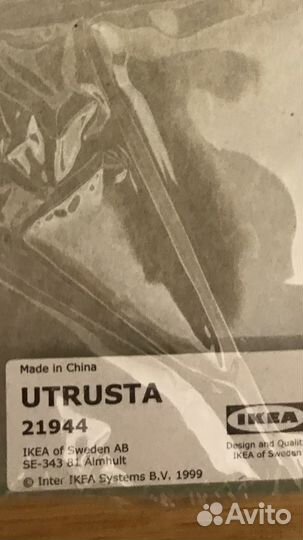 Made in China
UTRUSTA
21944
IKEA of Sweden AB
SE-343 81 Älmhult
© Inter IKEA Systems B.V. 1999
IKEA
Design and Quality
IKEA of Sweden
Avito